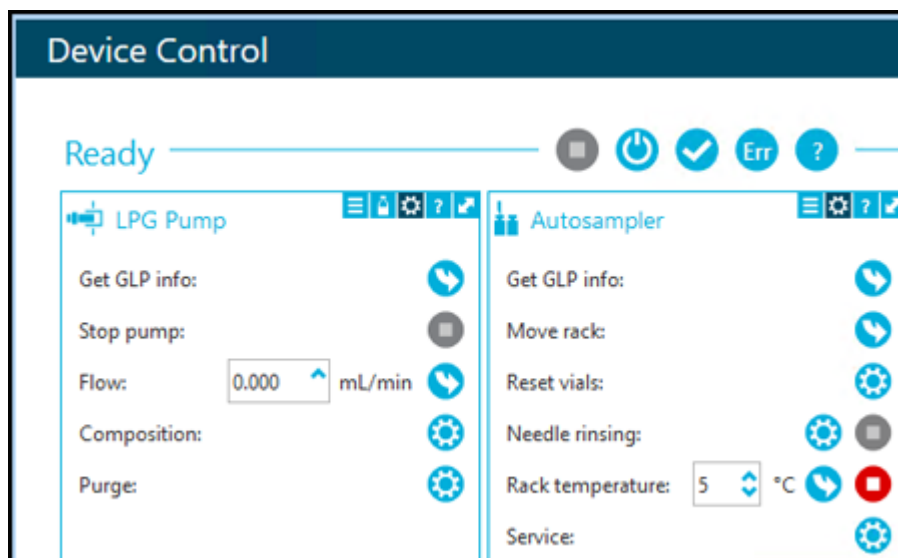 Device Control
Ready
Err
?
LPG Pump
?
Get GLP info:
Stop pump:
Flow: 0.000 mL/min
Composition:
Purge:
Autosampler
?
Get GLP info:
Move rack:
Reset vials:
Needle rinsing:
Rack temperature: 5 °C
Service: